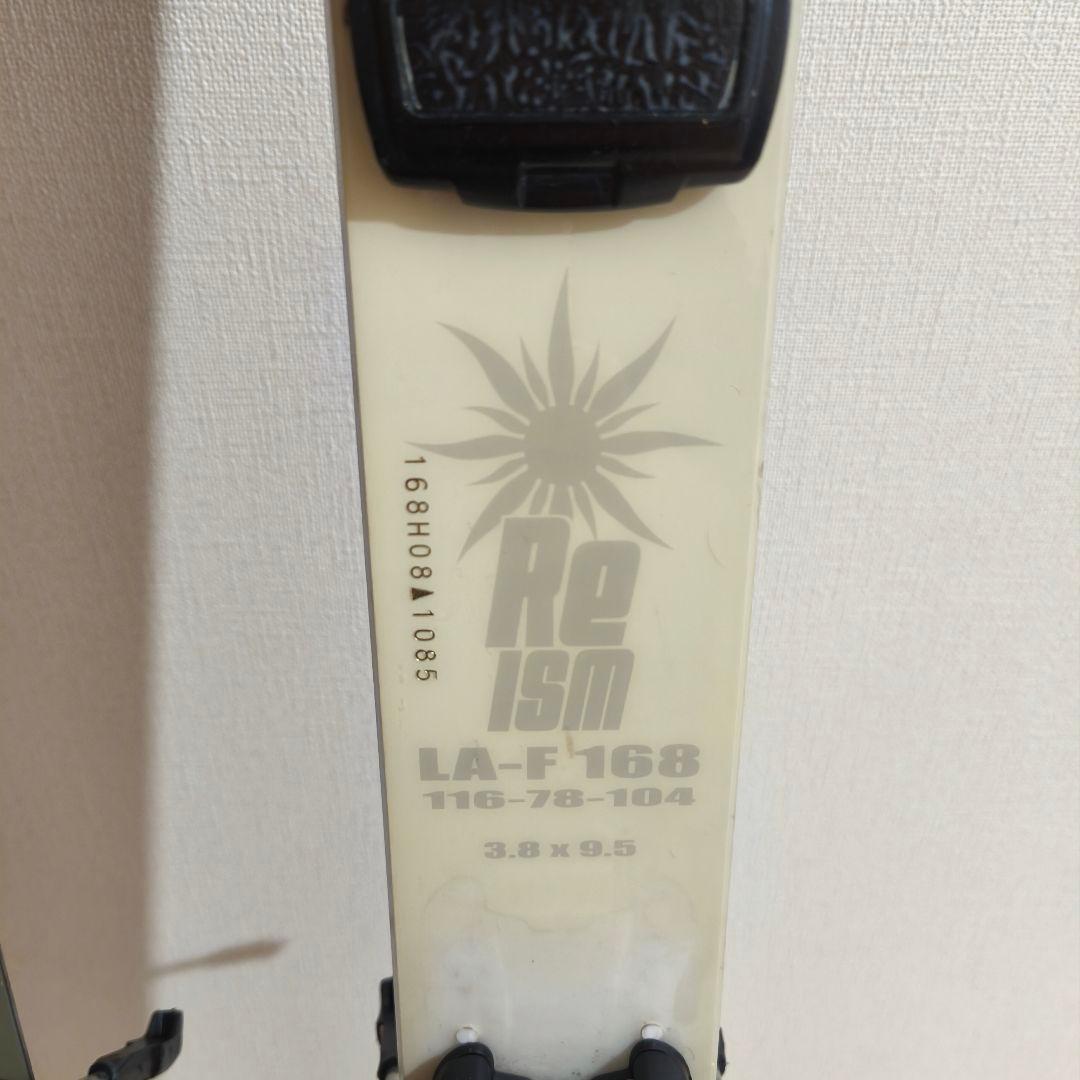 168H08▲1085
Re
ISM
LA-F 168
116-78-104
3.8 x 9.5